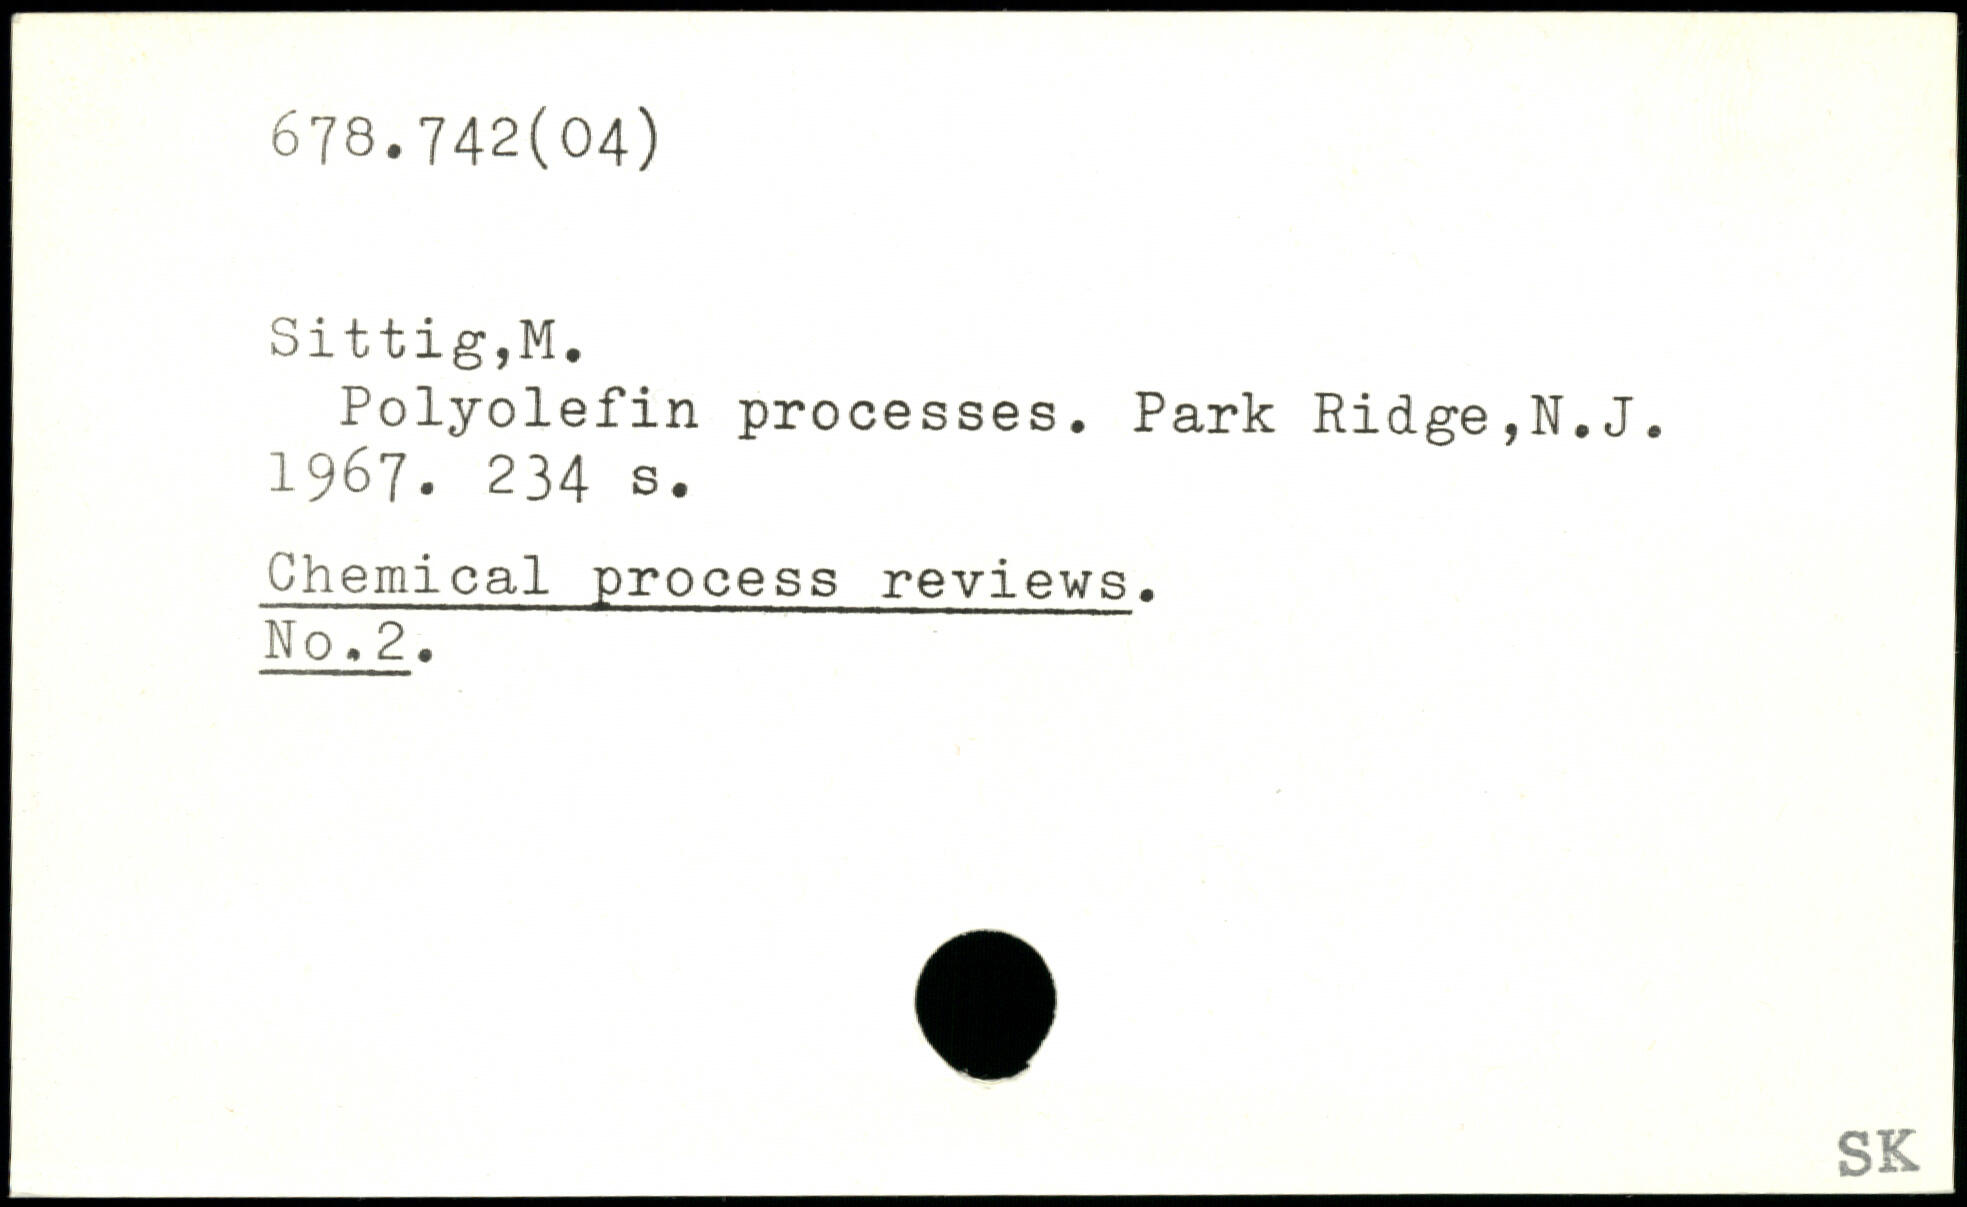 678.742(04)
Sittig,M.
Polyolefin processes. Park Ridge,N.J.
1967. 234 s.
Chemical process reviews.
No.2.
SK